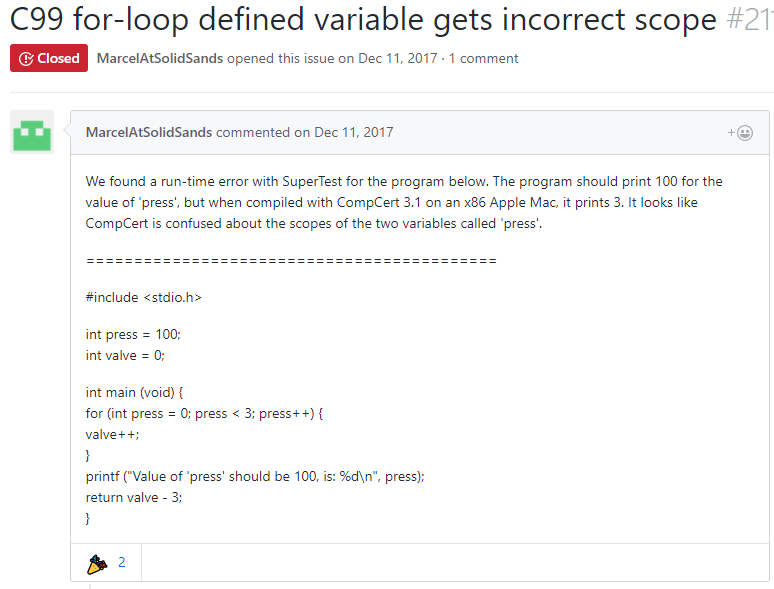 C99 for-loop defined variable gets incorrect scope #211
Closed MarcelAtSolidSands opened this issue on Dec 11, 2017 · 1 comment
MarcelAtSolidSands commented on Dec 11, 2017
We found a run-time error with SuperTest for the program below. The program should print 100 for the
value of 'press', but when compiled with CompCert 3.1 on an x86 Apple Mac, it prints 3. It looks like
CompCert is confused about the scopes of the two variables called 'press'.
===========================================
#include <stdio.h>
int press = 100;
int valve = 0;
int main (void) {
for (int press = 0; press < 3; press++) {
valve++;
}
printf ("Value of 'press' should be 100, is: %d\n", press);
return valve - 3;
}
2